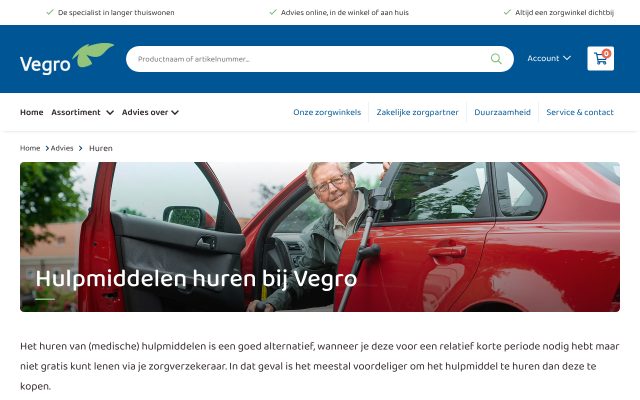 De specialist in langer thuiswonen
Advies online, in de winkel of aan huis
Altijd een zorgwinkel dichtbij
Vegro
Productnaam of artikelnummer...
Account
0
Home Assortiment Advies over
Onze zorgwinkels Zakelijke zorgpartner Duurzaamheid Service & contact
Home Advies Huren
Hulpmiddelen huren bij Vegro
Het huren van (medische) hulpmiddelen is een goed alternatief, wanneer je deze voor een relatief korte periode nodig hebt maar
niet gratis kunt lenen via je zorgverzekeraar. In dat geval is het meestal voordeliger om het hulpmiddel te huren dan deze te
kopen.